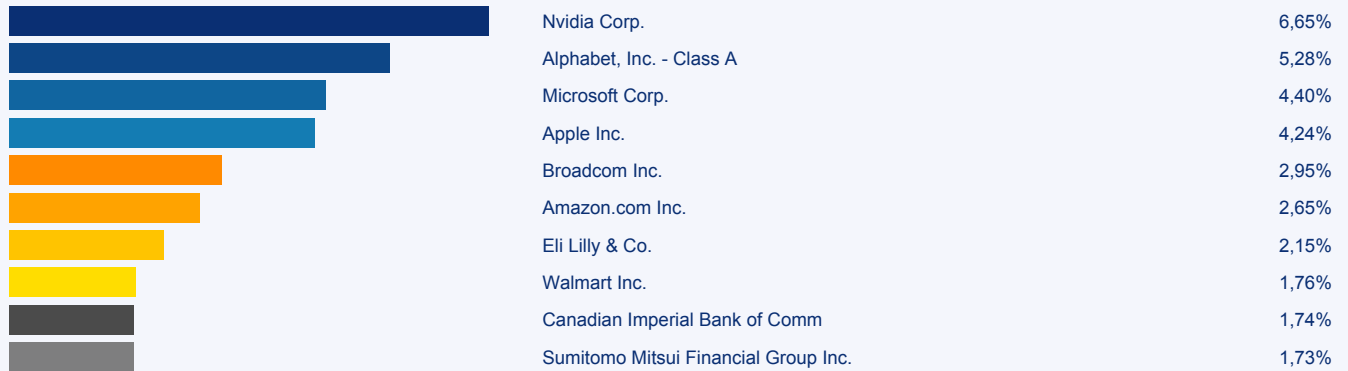 Nvidia Corp. 6,65%
Alphabet, Inc. - Class A 5,28%
Microsoft Corp. 4,40%
Apple Inc. 4,24%
Broadcom Inc. 2,95%
Amazon.com Inc. 2,65%
Eli Lilly & Co. 2,15%
Walmart Inc. 1,76%
Canadian Imperial Bank of Comm 1,74%
Sumitomo Mitsui Financial Group Inc. 1,73%